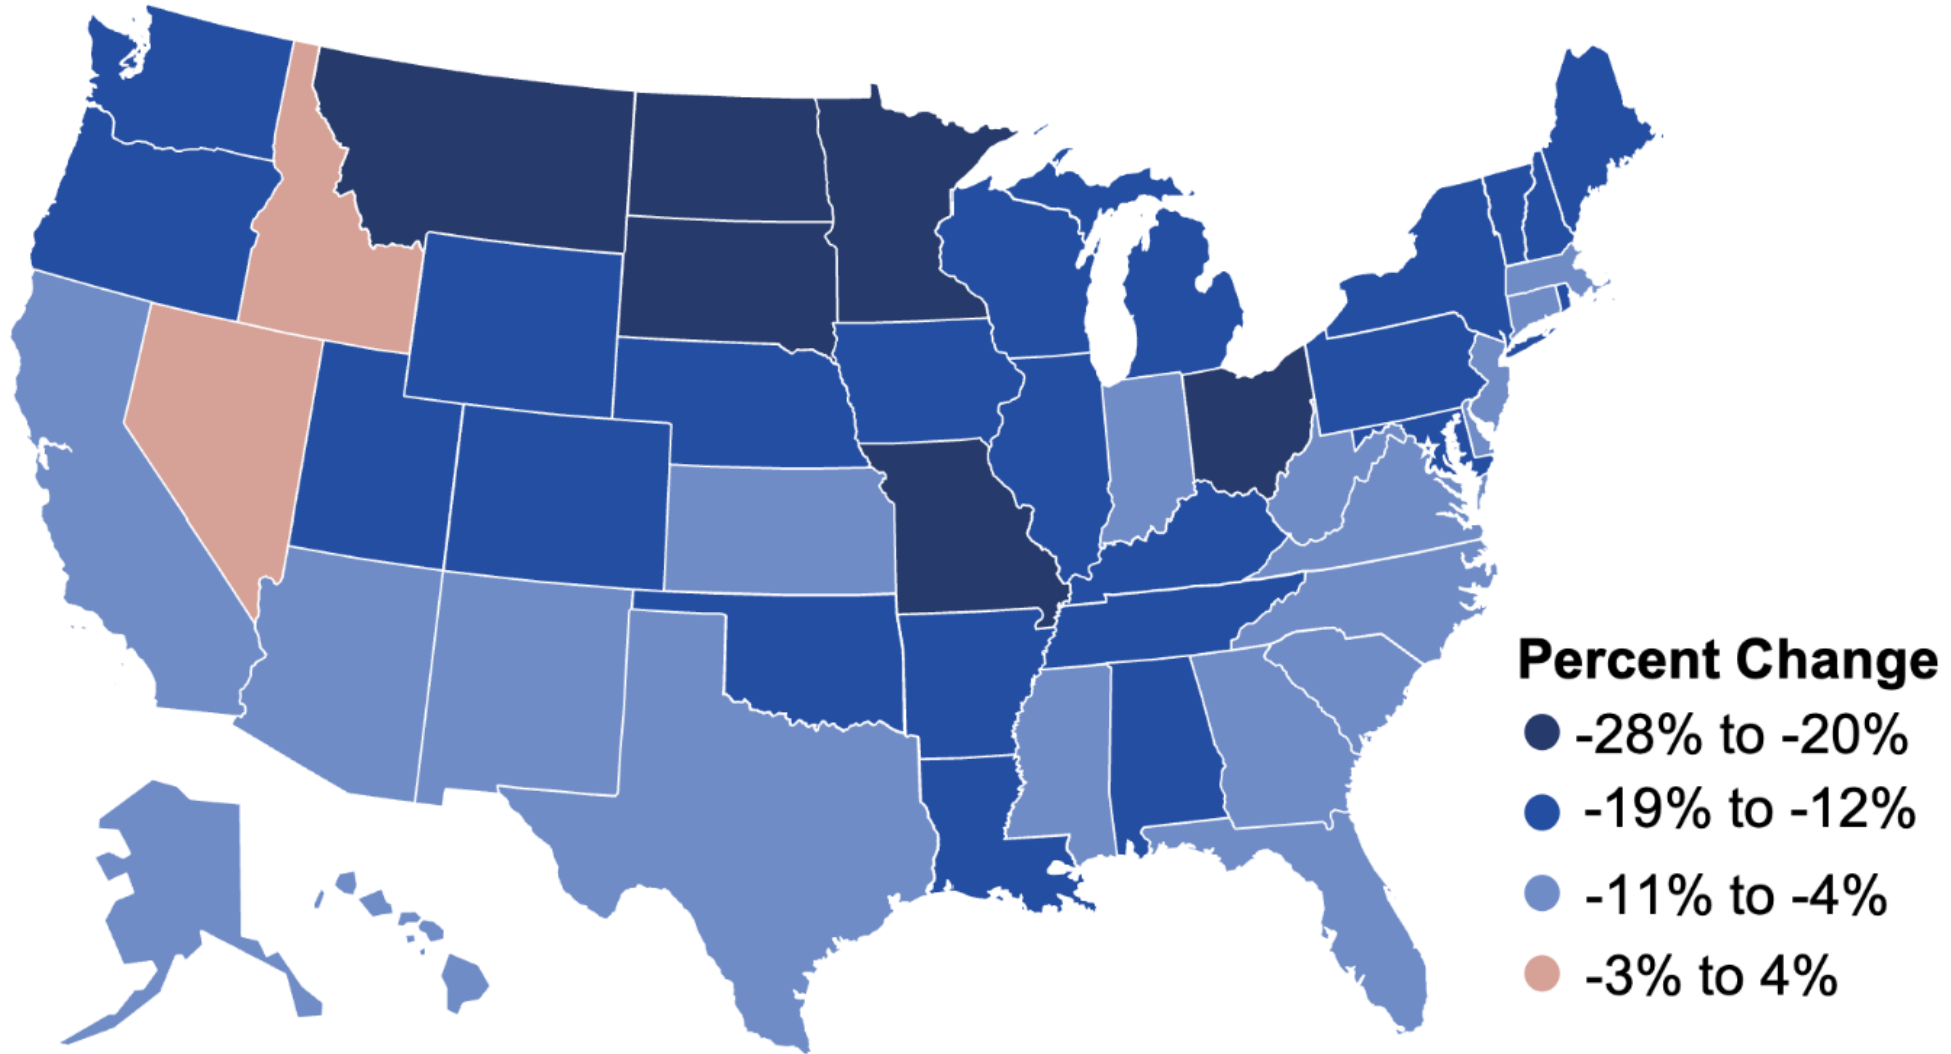 Percent Change
-28% to -20%
-19% to -12%
-11% to -4%
-3% to 4%